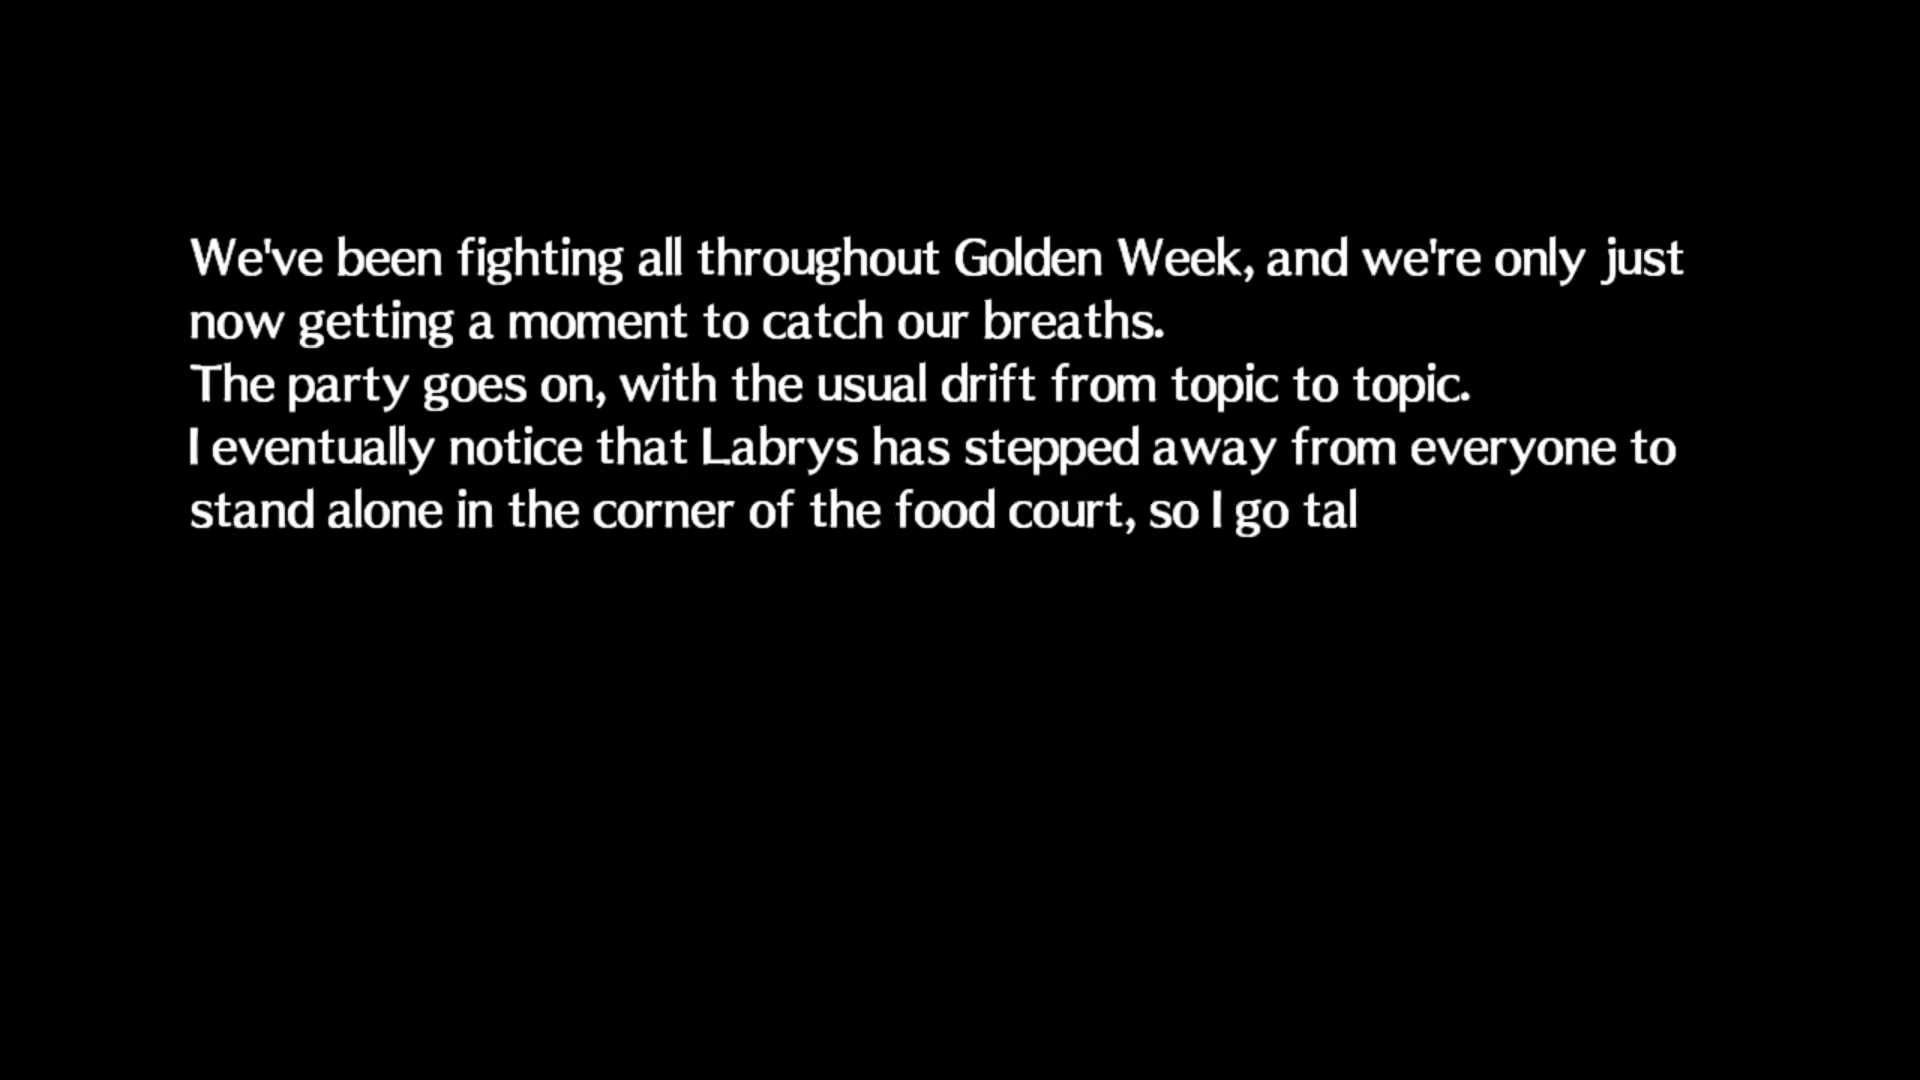 We've been fighting all throughout Golden Week, and we're only just
now getting a moment to catch our breaths.
The party goes on, with the usual drift from topic to topic.
I eventually notice that Labrys has stepped away from everyone to
stand alone in the corner of the food court, so I go tal